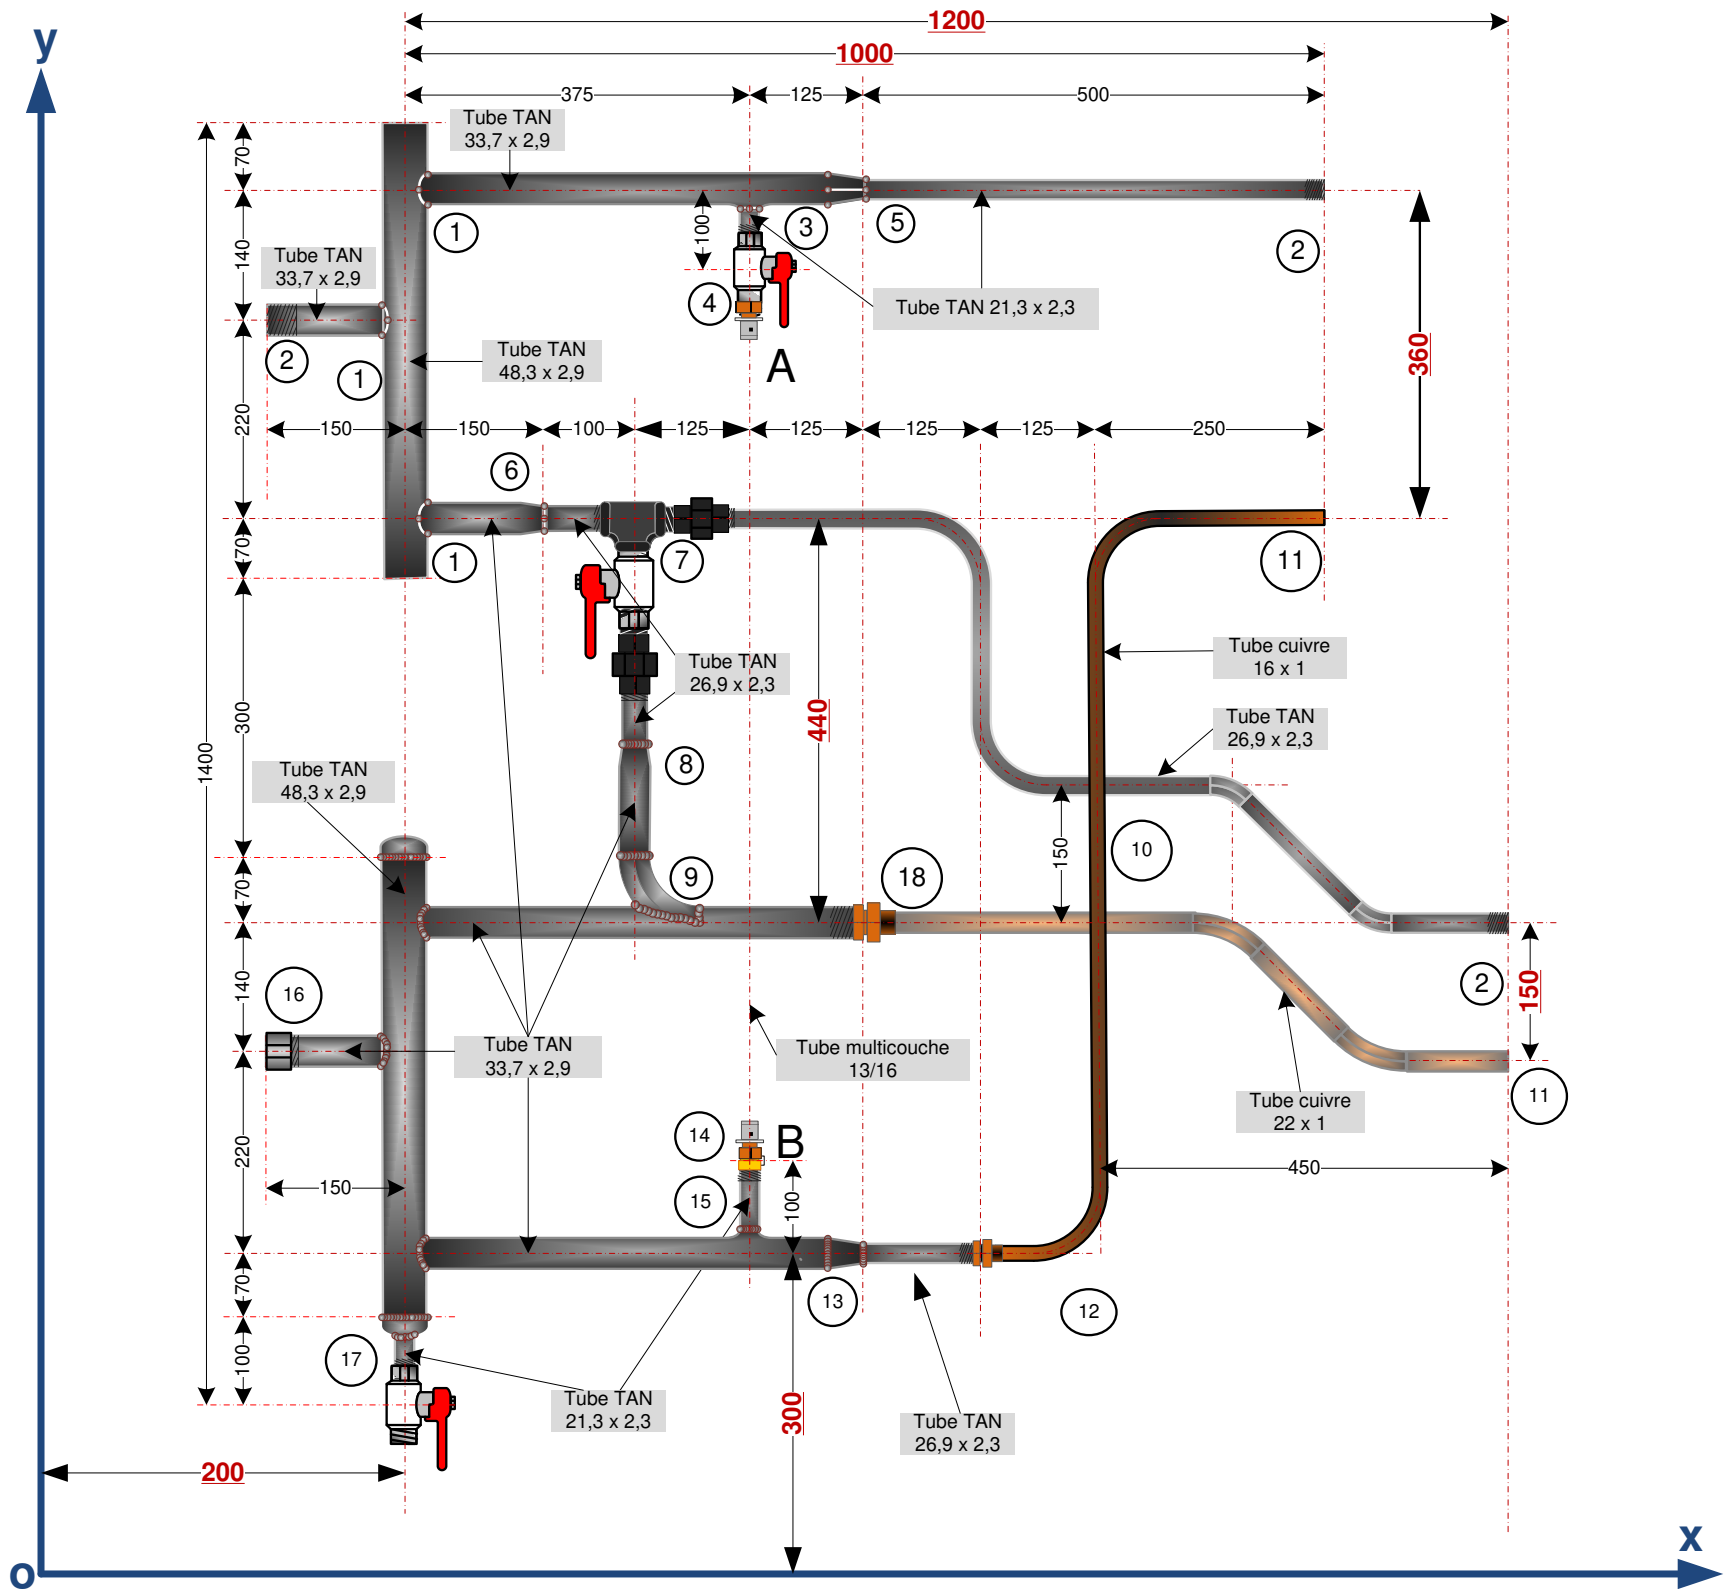 1200
y
1000
375
125
500
Tube TAN
33,7 x 2,9
70
1
3
5
2
100
140
Tube TAN
33,7 x 2,9
4
Tube TAN 21,3 x 2,3
A
360
2
1
Tube TAN
48,3 x 2,9
220
150
150
100
125
125
125
125
250
6
70
1
7
11
Tube cuivre
16 x 1
Tube TAN
26,9 x 2,3
440
300
1400
Tube TAN
26,9 x 2,3
8
Tube TAN
48,3 x 2,9
150
10
70
9
18
140
16
2
150
Tube TAN
33,7 x 2,9
Tube multicouche
13/16
Tube cuivre
22 x 1
11
14
B
220
150
15
100
450
70
13
12
100
17
Tube TAN
21,3 x 2,3
300
Tube TAN
26,9 x 2,3
200
x
o